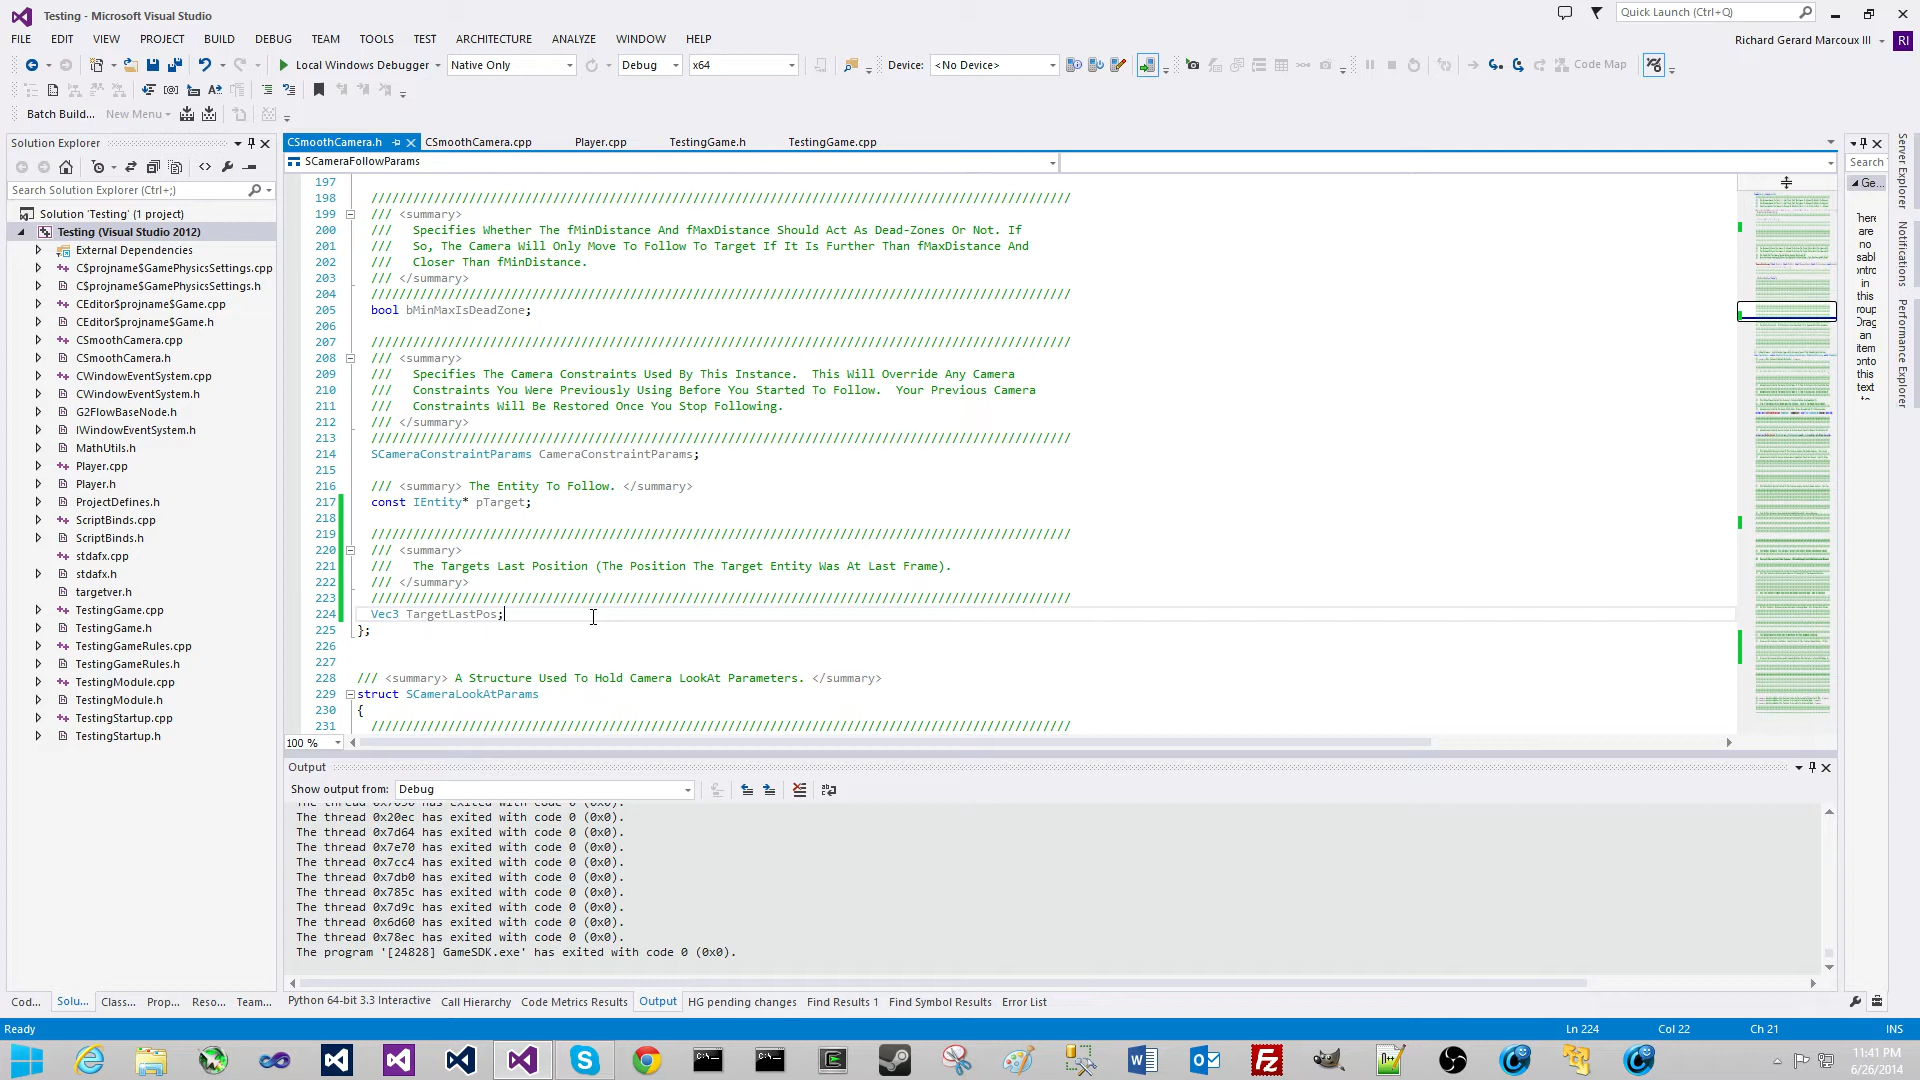 Testing - Microsoft Visual Studio
Quick Launch (Ctrl+Q)
FILE EDIT VIEW PROJECT BUILD DEBUG TEAM TOOLS TEST ARCHITECTURE ANALYZE WINDOW HELP
Richard Gerard Marcoux III RI
Local Windows Debugger Native Only Debug x64 Device: <No Device> Code Map
Batch Build... New Menu
Solution Explorer
Search Solution Explorer (Ctrl+;)
Solution 'Testing' (1 project)
Testing (Visual Studio 2012)
External Dependencies
C$projname$GamePhysicsSettings.cpp
C$projname$GamePhysicsSettings.h
CEditor$projname$Game.cpp
CEditor$projname$Game.h
CSmoothCamera.cpp
CSmoothCamera.h
CWindowEventSystem.cpp
CWindowEventSystem.h
G2FlowBaseNode.h
IWindowEventSystem.h
MathUtils.h
Player.cpp
Player.h
ProjectDefines.h
ScriptBinds.cpp
ScriptBinds.h
stdafx.cpp
stdafx.h
targetver.h
TestingGame.cpp
TestingGame.h
TestingGameRules.cpp
TestingGameRules.h
TestingModule.cpp
TestingModule.h
TestingStartup.cpp
TestingStartup.h
Cod... Solu... Class... Prop... Reso... Team...
CSmoothCamera.h CSmoothCamera.cpp Player.cpp TestingGame.h TestingGame.cpp
SCameraFollowParams
197
198 ////////////////////////////////////////////////////////////////////////////////////////////////////
199 /// <summary>
200 /// Specifies Whether The fMinDistance And fMaxDistance Should Act As Dead-Zones Or Not. If
201 /// So, The Camera Will Only Move To Follow To Target If It Is Further Than fMaxDistance And
202 /// Closer Than fMinDistance.
203 /// </summary>
204 ////////////////////////////////////////////////////////////////////////////////////////////////////
205 bool bMinMaxIsDeadZone;
206
207 ////////////////////////////////////////////////////////////////////////////////////////////////////
208 /// <summary>
209 /// Specifies The Camera Constraints Used By This Instance.  This Will Override Any Camera
210 /// Constraints You Were Previously Using Before You Started To Follow.  Your Previous Camera
211 /// Constraints Will Be Restored Once You Stop Following.
212 /// </summary>
213 ////////////////////////////////////////////////////////////////////////////////////////////////////
214 SCameraConstraintParams CameraConstraintParams;
215
216 /// <summary> The Entity To Follow. </summary>
217 const IEntity* pTarget;
218
219 ////////////////////////////////////////////////////////////////////////////////////////////////////
220 /// <summary>
221 /// The Targets Last Position (The Position The Target Entity Was At Last Frame).
222 /// </summary>
223 ////////////////////////////////////////////////////////////////////////////////////////////////////
224 Vec3 TargetLastPos;
225 };
226
227
228 /// <summary> A Structure Used To Hold Camera LookAt Parameters. </summary>
229 struct SCameraLookAtParams
230 {
231 ////////////////////////////////////////////////////////////////////////////////////////////////////
100 %
Output
Show output from: Debug
The thread 0x20ec has exited with code 0 (0x0).
The thread 0x7d64 has exited with code 0 (0x0).
The thread 0x7e70 has exited with code 0 (0x0).
The thread 0x7cc4 has exited with code 0 (0x0).
The thread 0x7db0 has exited with code 0 (0x0).
The thread 0x785c has exited with code 0 (0x0).
The thread 0x7d9c has exited with code 0 (0x0).
The thread 0x6d60 has exited with code 0 (0x0).
The thread 0x78ec has exited with code 0 (0x0).
The program '[24828] GameSDK.exe' has exited with code 0 (0x0).
Python 64-bit 3.3 Interactive Call Hierarchy Code Metrics Results Output HG pending changes Find Results 1 Find Symbol Results Error List
Search
Ge...
are
no
in
this
an
item
this
text
Server Explorer
Notifications
Performance Explorer
Ready Ln 224 Col 22 Ch 21 INS
11:41 PM
6/26/2014